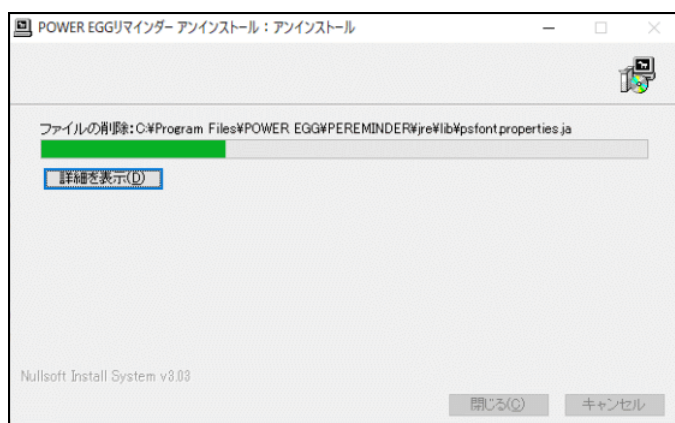 POWER EGGリマインダー アンインストール：アンインストール
ファイルの削除:C:¥Program Files¥POWER EGG¥PEREMINDER¥jre¥lib¥psfont.properties.ja
詳細を表示(D)
Nullsoft Install System v3.03
閉じる(C) キャンセル